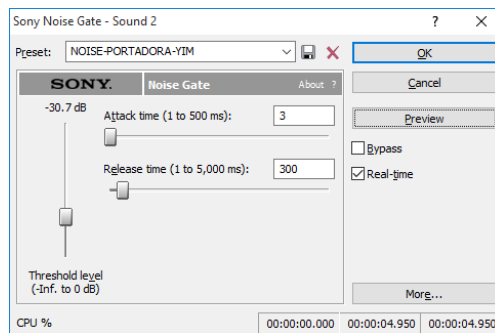 Sony Noise Gate - Sound 2
Preset: NOISE-PORTADORA-YIM
OK
SONY. Noise Gate About ?
Cancel
-30.7 dB
Attack time (1 to 500 ms): 3
Preview
Bypass
Release time (1 to 5,000 ms): 300
Real-time
Threshold level
(-Inf. to 0 dB)
More...
CPU % 00:00:00.000 00:00:04.950 00:00:04.950